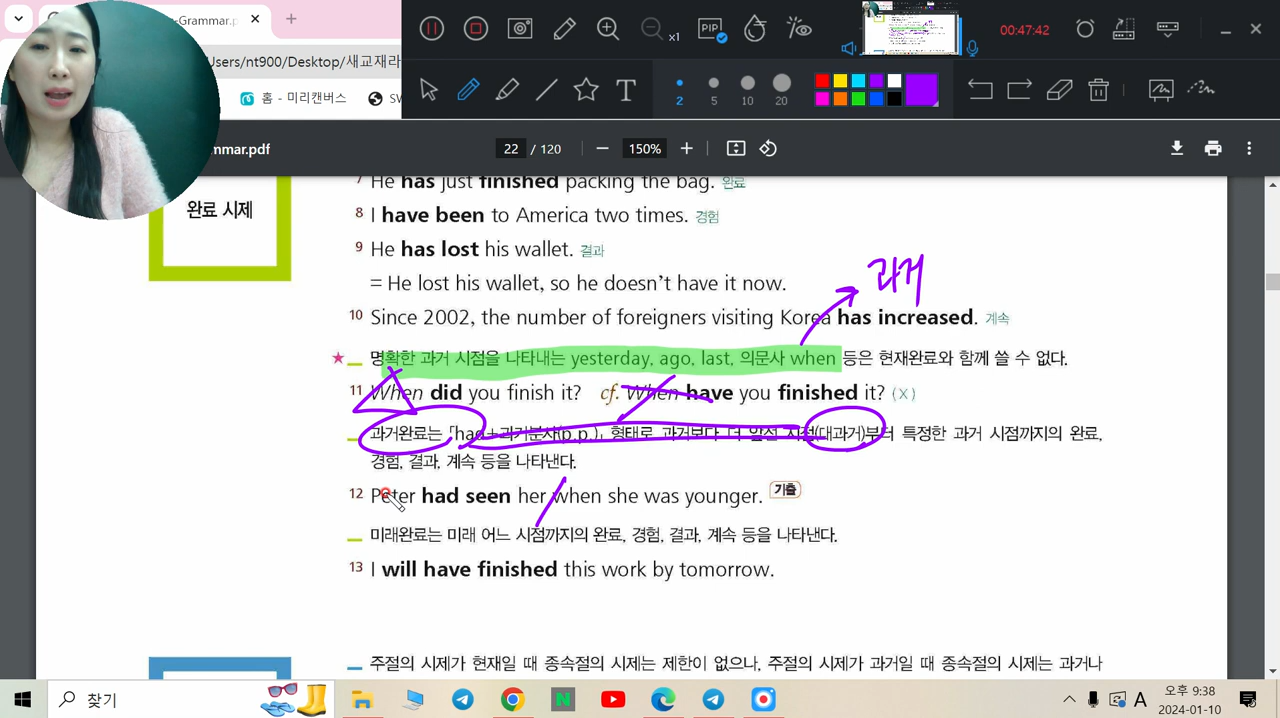 Grammar.p
00:47:42
ers/nt900/Desktop/새교재라
홈 - 미리캔버스
SV
x1
PIP
T
2 5 10 20
mmar.pdf
22 / 120
150%
완료 시제
7 He has just finished packing the bag. 완료
8 I have been to America two times. 경험
9 He has lost his wallet. 결과
= He lost his wallet, so he doesn't have it now.
과거
10 Since 2002, the number of foreigners visiting Korea has increased. 계속
★ 명확한 과거 시점을 나타내는 yesterday, ago, last, 의문사 when 등은 현재완료와 함께 쓸 수 없다.
11 When did you finish it? cf. When have you finished it? (X)
과거완료는 「had+과거분사(p.p.)」 형태로 과거보다 더 앞선 시점(대과거)부터 특정한 과거 시점까지의 완료,
경험, 결과, 계속 등을 나타낸다.
12 Peter had seen her when she was younger. 기출
미래완료는 미래 어느 시점까지의 완료, 경험, 결과, 계속 등을 나타낸다.
13 I will have finished this work by tomorrow.
주절의 시제가 현재일 때 종속절의 시제는 제한이 없으나, 주절의 시제가 과거일 때 종속절의 시제는 과거나
찾기
N
A
오후 9:38
2024-01-10